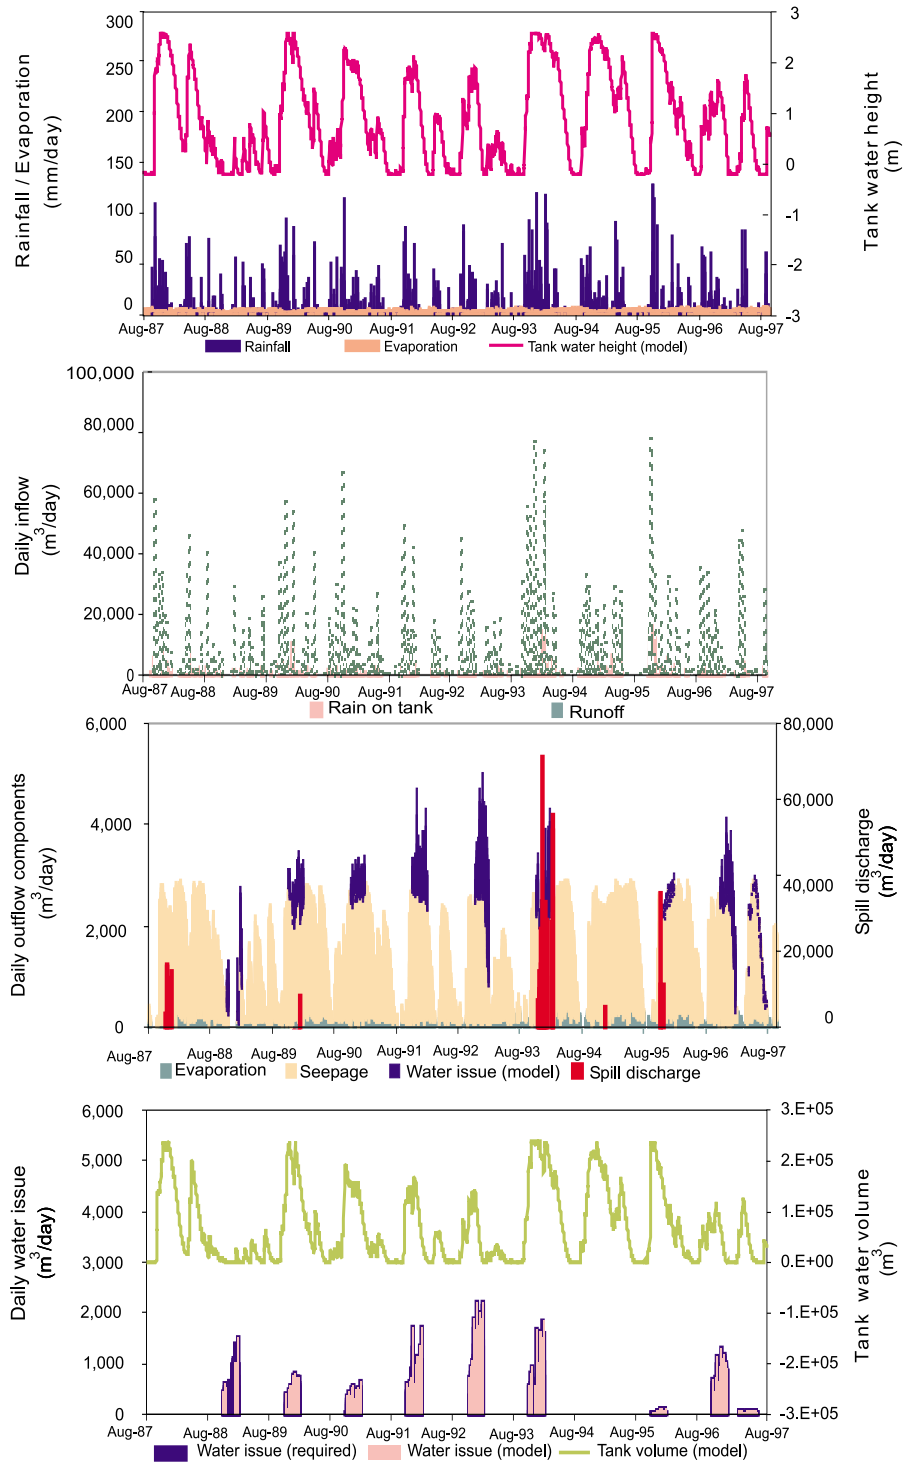 300
250
200
150
100
50
0
Rainfall / Evaporation
(mm/day)
3
2
1
0
-1
-2
-3
Tank water height
(m)
Aug-87 Aug-88 Aug-89 Aug-90 Aug-91 Aug-92 Aug-93 Aug-94 Aug-95 Aug-96 Aug-97
Rainfall Evaporation Tank water height (model)
100,000
80,000
60,000
40,000
20,000
0
Daily inflow
(m³/day)
Aug-87 Aug-88 Aug-89 Aug-90 Aug-91 Aug-92 Aug-93 Aug-94 Aug-95 Aug-96 Aug-97
Rain on tank Runoff
6,000
4,000
2,000
0
Daily outflow components
(m³/day)
80,000
60,000
40,000
20,000
0
Spill discharge
(m³/day)
Aug-87 Aug-88 Aug-89 Aug-90 Aug-91 Aug-92 Aug-93 Aug-94 Aug-95 Aug-96 Aug-97
Evaporation Seepage Water issue (model) Spill discharge
6,000
5,000
4,000
3,000
2,000
1,000
0
Daily water issue
(m³/day)
3.E+05
2.E+05
1.E+05
0.E+00
-1.E+05
-2.E+05
-3.E+05
Tank water volume
(m³)
Aug-87 Aug-88 Aug-89 Aug-90 Aug-91 Aug-92 Aug-93 Aug-94 Aug-95 Aug-96 Aug-97
Water issue (required) Water issue (model) Tank volume (model)